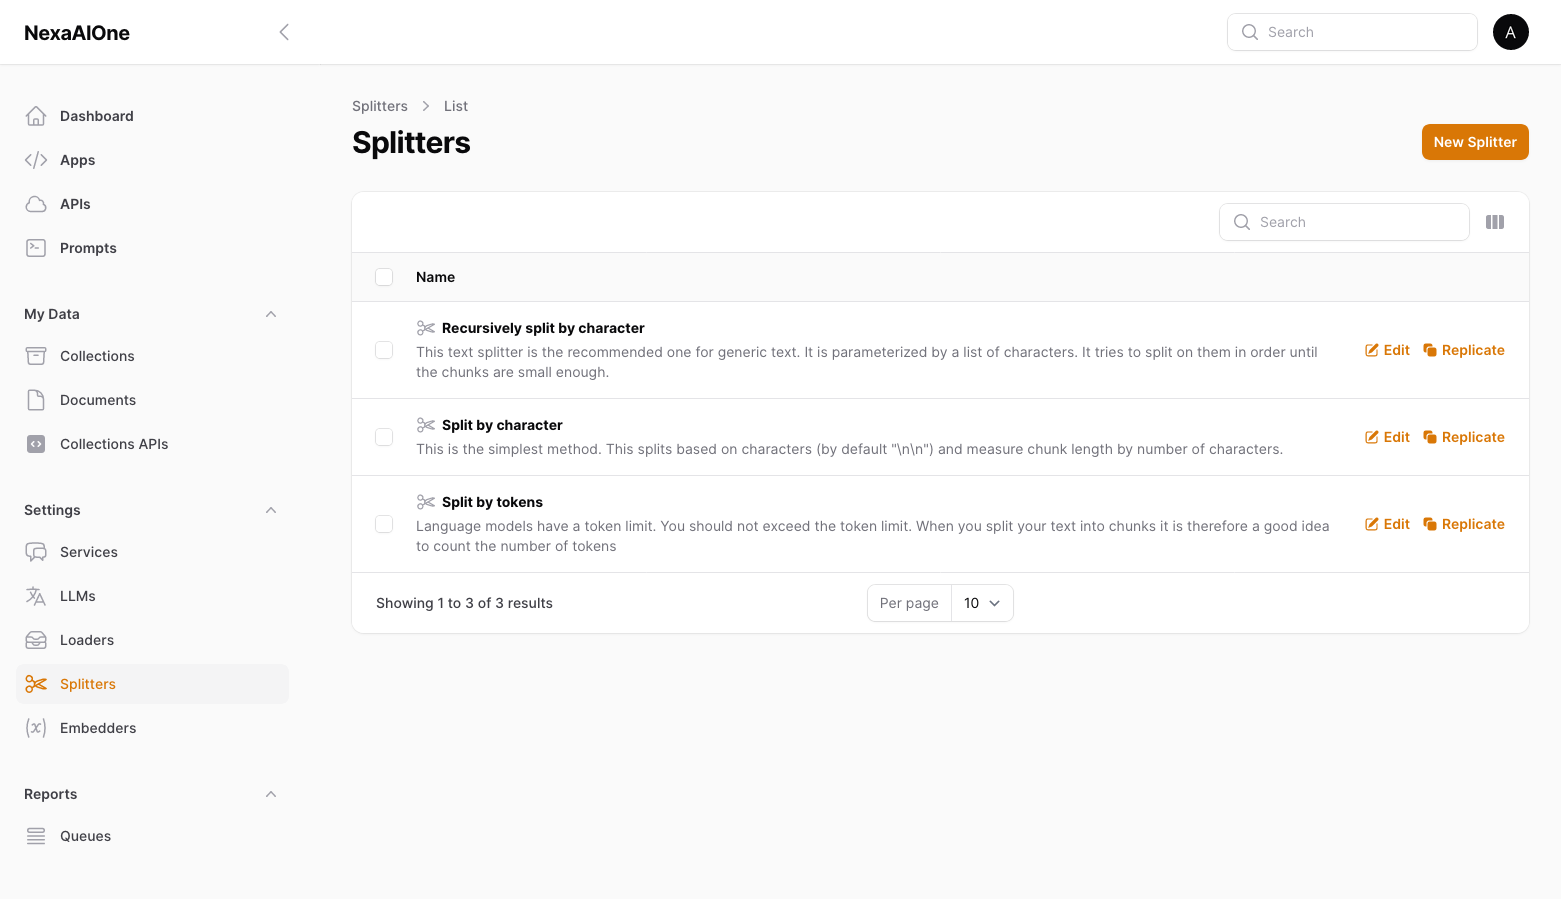 NexaAIOne
Search
A
Dashboard
Apps
APIs
Prompts
My Data
Collections
Documents
Collections APIs
Settings
Services
LLMs
Loaders
Splitters
Embedders
Reports
Queues
Splitters > List
Splitters
New Splitter
Search
Name
Recursively split by character
This text splitter is the recommended one for generic text. It is parameterized by a list of characters. It tries to split on them in order until
the chunks are small enough.
Edit Replicate
Split by character
This is the simplest method. This splits based on characters (by default "\n\n") and measure chunk length by number of characters.
Edit Replicate
Split by tokens
Language models have a token limit. You should not exceed the token limit. When you split your text into chunks it is therefore a good idea
to count the number of tokens
Edit Replicate
Showing 1 to 3 of 3 results
Per page 10